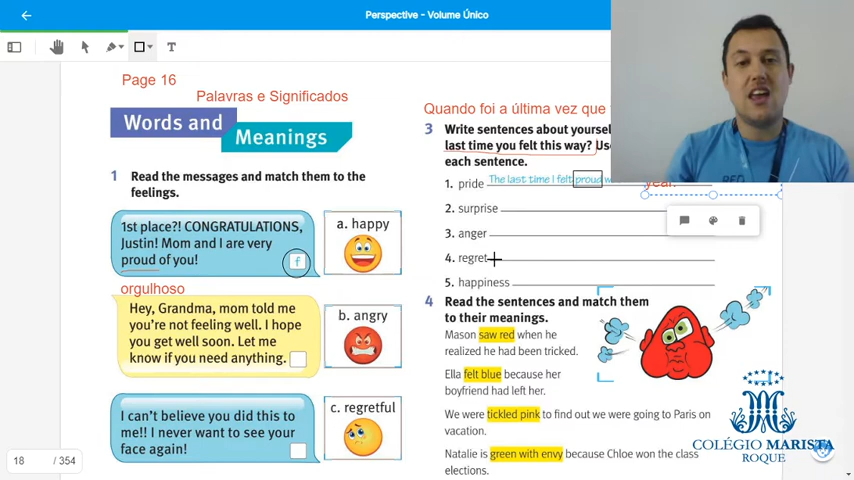 Perspective - Volume Único
Page 16
Palavras e Significados
Words and
Meanings
1 Read the messages and match them to the
feelings.
1st place?! CONGRATULATIONS,
Justin! Mom and I are very
proud of you!
f
orgulhoso
Hey, Grandma, mom told me
you're not feeling well. I hope
you get well soon. Let me
know if you need anything.
I can't believe you did this to
me!! I never want to see your
face again!
a. happy
b. angry
c. regretful
Quando foi a última vez que
3 Write sentences about yourself
last time you felt this way?
each sentence.
1. pride The last time I felt proud w year.
2. surprise
3. anger
4. regret
5. happiness
4 Read the sentences and match them
to their meanings.
Mason saw red when he
realized he had been tricked.
Ella felt blue because her
boyfriend had left her.
We were tickled pink to find out we were going to Paris on
vacation.
Natalie is green with envy because Chloe won the class
elections.
COLÉGIO MARISTA
ROQUE
18 / 354